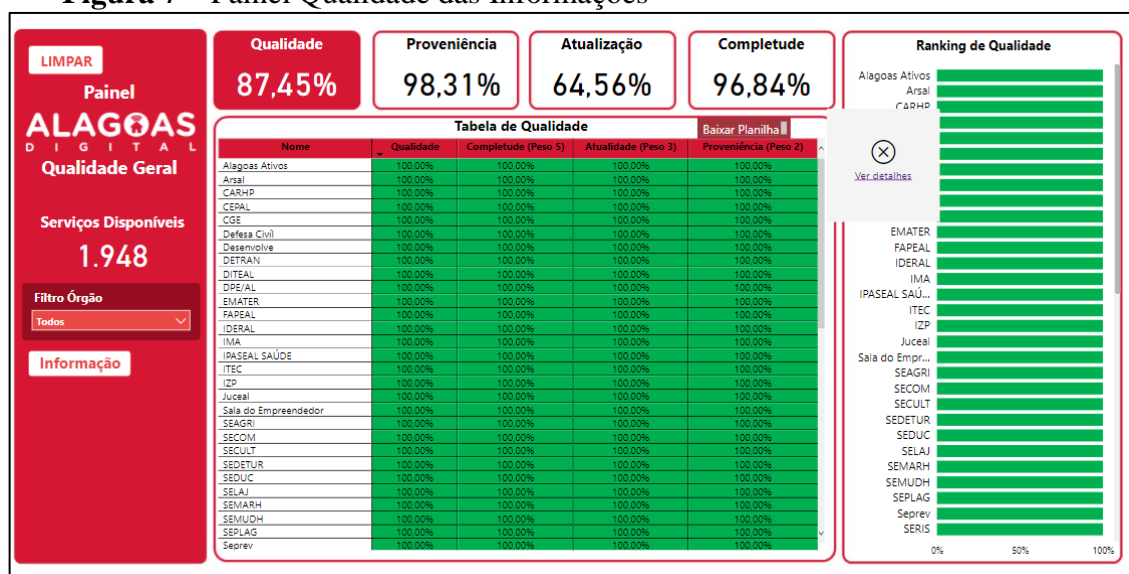 Figura 7 – Painel Qualidade das Informações
LIMPAR
Painel
ALAGOAS
DIGITAL
Qualidade Geral
Serviços Disponíveis
1.948
Filtro Órgão
Todos
Informação
Qualidade
87,45%
Proveniência
98,31%
Atualização
64,56%
Completude
96,84%
Tabela de Qualidade
Baixar Planilha
Nome Qualidade Completude (Peso 5) Atualidade (Peso 3) Proveniência (Peso 2)
Alagoas Ativos 100,00% 100,00% 100,00% 100,00%
Arsal 100,00% 100,00% 100,00% 100,00%
CARHP 100,00% 100,00% 100,00% 100,00%
CEPAL 100,00% 100,00% 100,00% 100,00%
CGE 100,00% 100,00% 100,00% 100,00%
Defesa Civil 100,00% 100,00% 100,00% 100,00%
Desenvolve 100,00% 100,00% 100,00% 100,00%
DETRAN 100,00% 100,00% 100,00% 100,00%
DITEAL 100,00% 100,00% 100,00% 100,00%
DPE/AL 100,00% 100,00% 100,00% 100,00%
EMATER 100,00% 100,00% 100,00% 100,00%
FAPEAL 100,00% 100,00% 100,00% 100,00%
IDERAL 100,00% 100,00% 100,00% 100,00%
IMA 100,00% 100,00% 100,00% 100,00%
IPASEAL SAÚDE 100,00% 100,00% 100,00% 100,00%
ITEC 100,00% 100,00% 100,00% 100,00%
IZP 100,00% 100,00% 100,00% 100,00%
Juceal 100,00% 100,00% 100,00% 100,00%
Sala do Empreendedor 100,00% 100,00% 100,00% 100,00%
SEAGRI 100,00% 100,00% 100,00% 100,00%
SECOM 100,00% 100,00% 100,00% 100,00%
SECULT 100,00% 100,00% 100,00% 100,00%
SEDETUR 100,00% 100,00% 100,00% 100,00%
SEDUC 100,00% 100,00% 100,00% 100,00%
SELAJ 100,00% 100,00% 100,00% 100,00%
SEMARH 100,00% 100,00% 100,00% 100,00%
SEMUDH 100,00% 100,00% 100,00% 100,00%
SEPLAG 100,00% 100,00% 100,00% 100,00%
Seprev 100,00% 100,00% 100,00% 100,00%
Ranking de Qualidade
Alagoas Ativos
Arsal
CARHP
Ver detalhes
EMATER
FAPEAL
IDERAL
IMA
IPASEAL SAÚ...
ITEC
IZP
Juceal
Sala do Empr...
SEAGRI
SECOM
SECULT
SEDETUR
SEDUC
SELAJ
SEMARH
SEMUDH
SEPLAG
Seprev
SERIS
0% 50% 100%